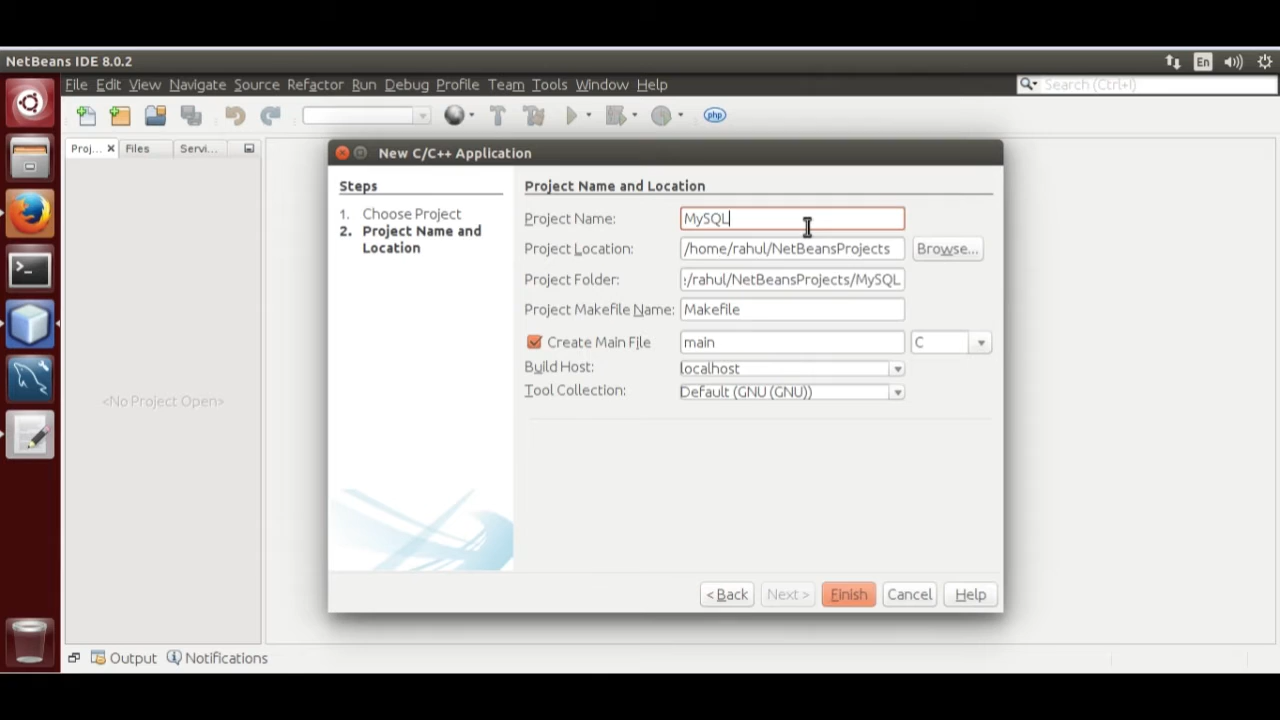 NetBeans IDE 8.0.2
En
File Edit View Navigate Source Refactor Run Debug Profile Team Tools Window Help
Search (Ctrl+I)
php
Proj... Files Servi...
<No Project Open>
New C/C++ Application
Steps
1. Choose Project
2. Project Name and
Location
Project Name and Location
Project Name: MySQL
Project Location: /home/rahul/NetBeansProjects Browse...
Project Folder: :/rahul/NetBeansProjects/MySQL
Project Makefile Name: Makefile
Create Main File main C
Build Host: localhost
Tool Collection: Default (GNU (GNU))
< Back Next > Finish Cancel Help
Output Notifications